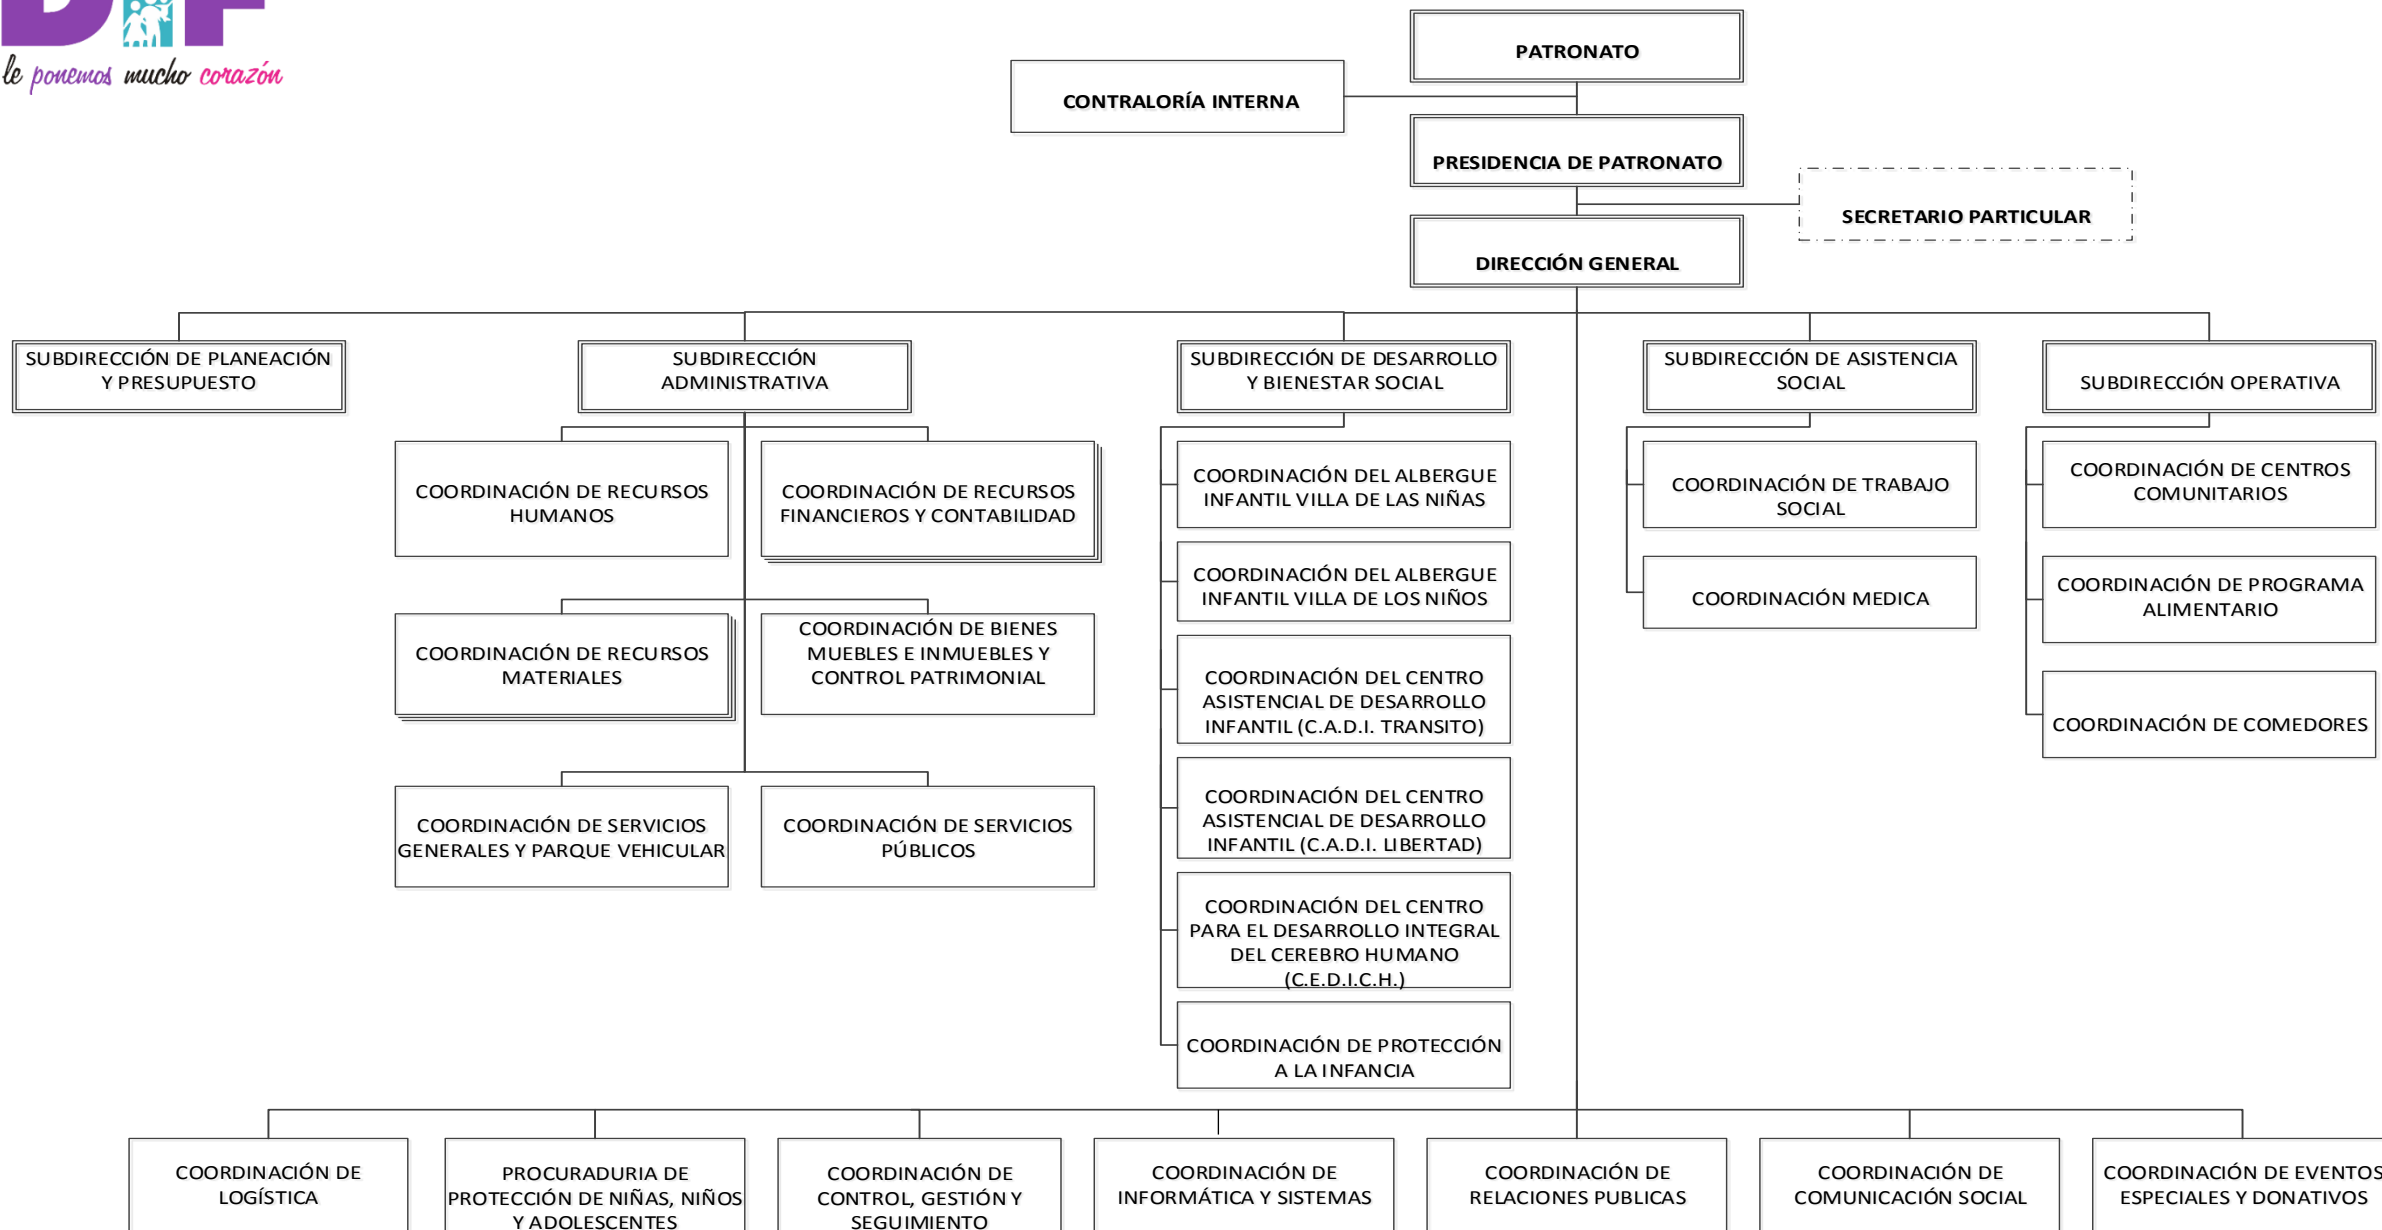 DIF
le ponemos mucho corazón
PATRONATO
CONTRALORÍA INTERNA
PRESIDENCIA DE PATRONATO
SECRETARIO PARTICULAR
DIRECCIÓN GENERAL
SUBDIRECCIÓN DE PLANEACIÓN
Y PRESUPUESTO
SUBDIRECCIÓN
ADMINISTRATIVA
SUBDIRECCIÓN DE DESARROLLO
Y BIENESTAR SOCIAL
SUBDIRECCIÓN DE ASISTENCIA
SOCIAL
SUBDIRECCIÓN OPERATIVA
COORDINACIÓN DE RECURSOS
HUMANOS
COORDINACIÓN DE RECURSOS
FINANCIEROS Y CONTABILIDAD
COORDINACIÓN DE RECURSOS
MATERIALES
COORDINACIÓN DE BIENES
MUEBLES E INMUEBLES Y
CONTROL PATRIMONIAL
COORDINACIÓN DE SERVICIOS
GENERALES Y PARQUE VEHICULAR
COORDINACIÓN DE SERVICIOS
PÚBLICOS
COORDINACIÓN DEL ALBERGUE
INFANTIL VILLA DE LAS NIÑAS
COORDINACIÓN DEL ALBERGUE
INFANTIL VILLA DE LOS NIÑOS
COORDINACIÓN DEL CENTRO
ASISTENCIAL DE DESARROLLO
INFANTIL (C.A.D.I. TRANSITO)
COORDINACIÓN DEL CENTRO
ASISTENCIAL DE DESARROLLO
INFANTIL (C.A.D.I. LIBERTAD)
COORDINACIÓN DEL CENTRO
PARA EL DESARROLLO INTEGRAL
DEL CEREBRO HUMANO
(C.E.D.I.C.H.)
COORDINACIÓN DE PROTECCIÓN
A LA INFANCIA
COORDINACIÓN DE TRABAJO
SOCIAL
COORDINACIÓN MEDICA
COORDINACIÓN DE CENTROS
COMUNITARIOS
COORDINACIÓN DE PROGRAMA
ALIMENTARIO
COORDINACIÓN DE COMEDORES
COORDINACIÓN DE
LOGÍSTICA
PROCURADURIA DE
PROTECCIÓN DE NIÑAS, NIÑOS
Y ADOLESCENTES
COORDINACIÓN DE
CONTROL, GESTIÓN Y
SEGUIMIENTO
COORDINACIÓN DE
INFORMÁTICA Y SISTEMAS
COORDINACIÓN DE
RELACIONES PUBLICAS
COORDINACIÓN DE
COMUNICACIÓN SOCIAL
COORDINACIÓN DE EVENTOS
ESPECIALES Y DONATIVOS